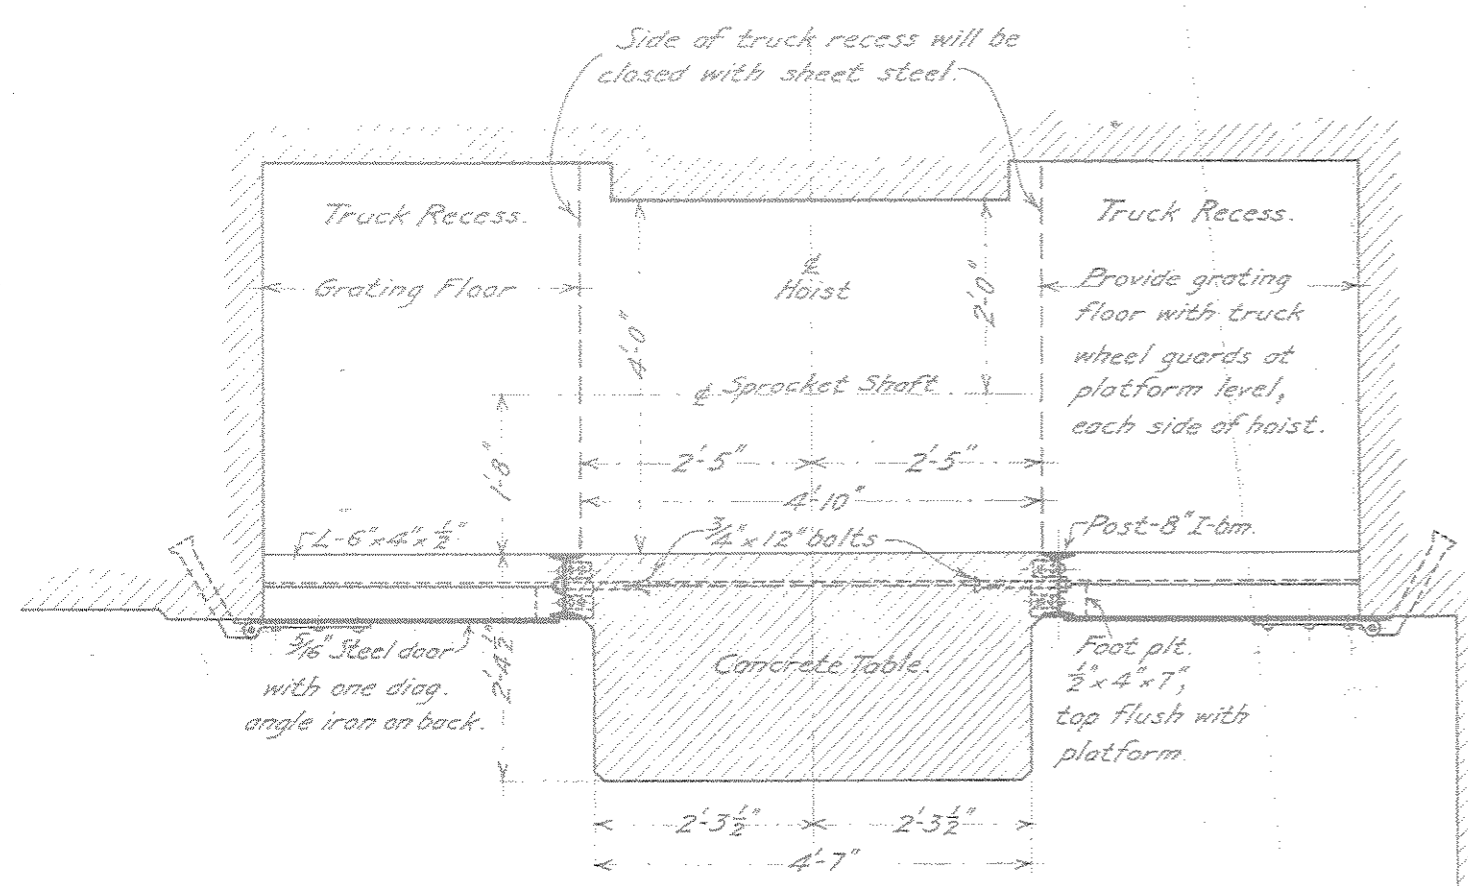 Side of truck recess will be
closed with sheet steel.
Truck Recess.
Truck Recess.
Grating Floor
℄
Hoist
2'-0"
4'-0"
Provide grating
floor with truck
wheel guards at
platform level,
each side of hoist.
℄ Sprocket Shaft
1'-8"
2'-5"
2'-5"
4'-10"
L-6"x4"x½"
¾"x12" bolts
Post-8" I-bm.
5/16" Steel door
with one diag.
angle iron on back.
Concrete Table.
Foot plt.
½"x4"x7",
top flush with
platform.
2'-3½"
2'-3½"
4'-7"